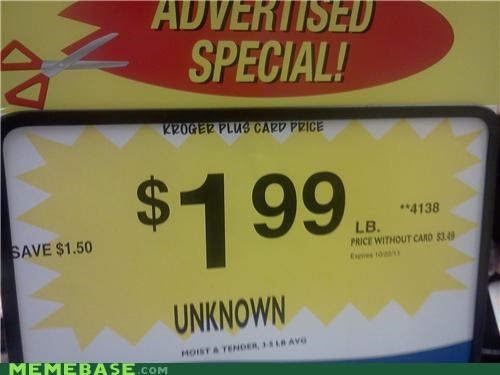 ADVERTISED
SPECIAL!
KROGER PLUS CARD PRICE
$1 99
LB.
**4138
PRICE WITHOUT CARD $3.49
Expires 10/22/11
SAVE $1.50
UNKNOWN
MOIST & TENDER, 3-5 LB AVG
MEMEBASE.com